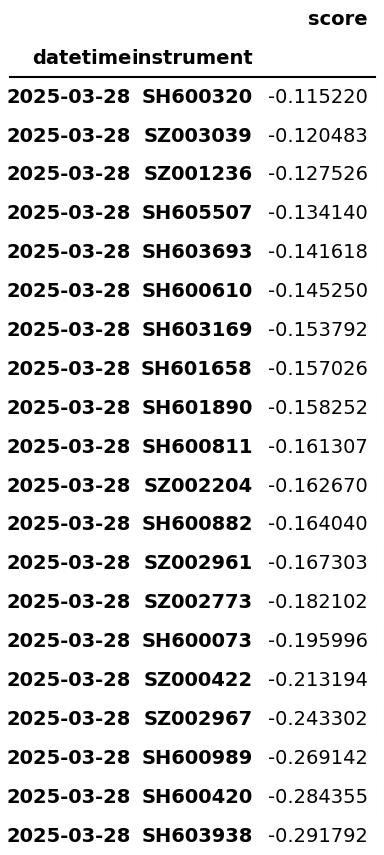 score
datetime instrument
2025-03-28 SH600320 -0.115220
2025-03-28 SZ003039 -0.120483
2025-03-28 SZ001236 -0.127526
2025-03-28 SH605507 -0.134140
2025-03-28 SH603693 -0.141618
2025-03-28 SH600610 -0.145250
2025-03-28 SH603169 -0.153792
2025-03-28 SH601658 -0.157026
2025-03-28 SH601890 -0.158252
2025-03-28 SH600811 -0.161307
2025-03-28 SZ002204 -0.162670
2025-03-28 SH600882 -0.164040
2025-03-28 SZ002961 -0.167303
2025-03-28 SZ002773 -0.182102
2025-03-28 SH600073 -0.195996
2025-03-28 SZ000422 -0.213194
2025-03-28 SZ002967 -0.243302
2025-03-28 SH600989 -0.269142
2025-03-28 SH600420 -0.284355
2025-03-28 SH603938 -0.291792